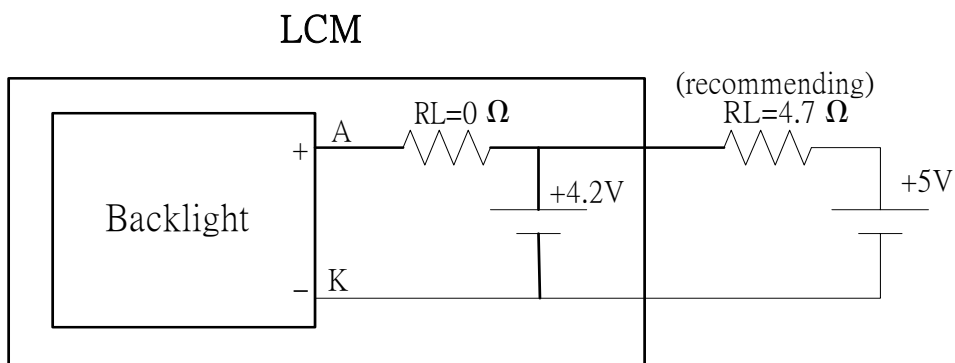 LCM
(recommending)
RL=0 Ω
RL=4.7 Ω
+
A
+4.2V
+5V
Backlight
−
K